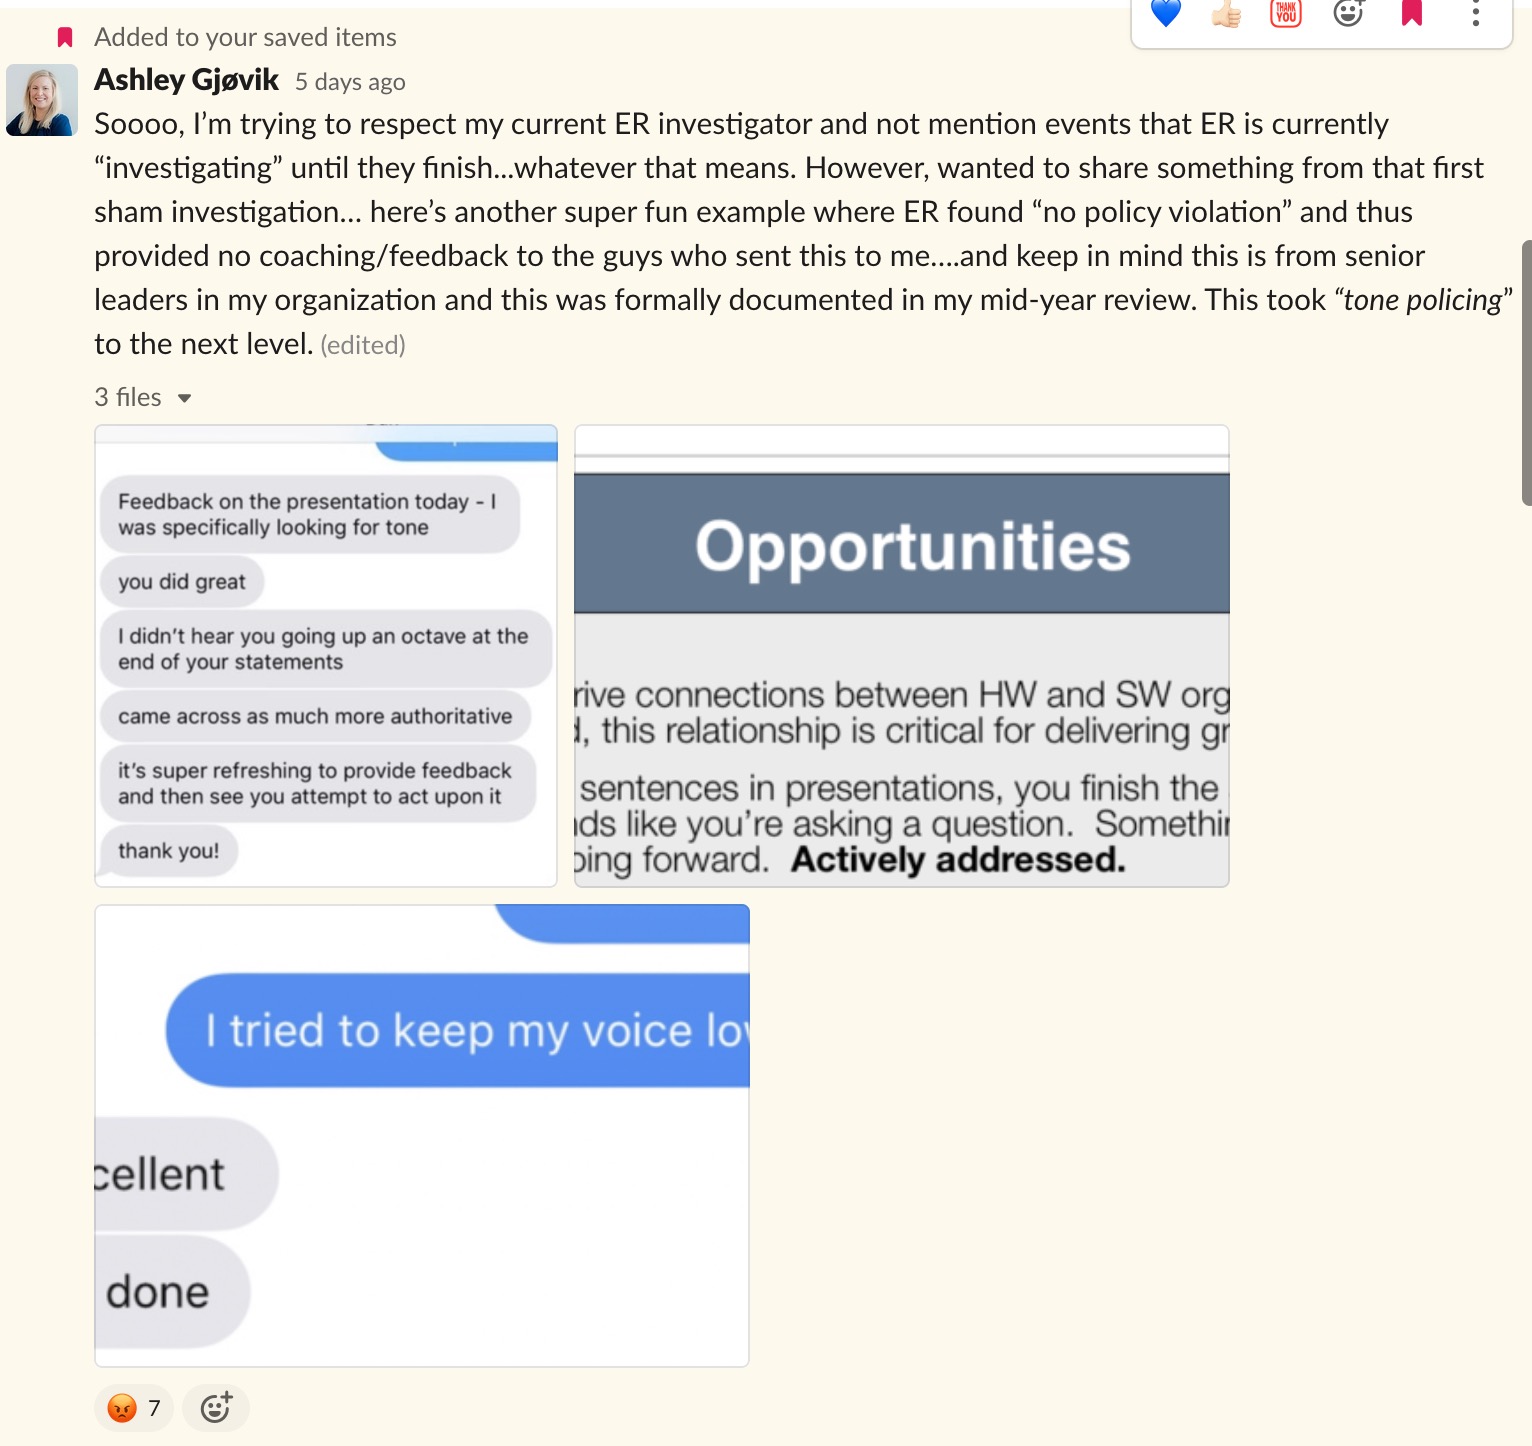 THANK YOU
Added to your saved items
Ashley Gjøvik 5 days ago
Soooo, I’m trying to respect my current ER investigator and not mention events that ER is currently
“investigating” until they finish...whatever that means. However, wanted to share something from that first
sham investigation... here’s another super fun example where ER found “no policy violation” and thus
provided no coaching/feedback to the guys who sent this to me....and keep in mind this is from senior
leaders in my organization and this was formally documented in my mid-year review. This took “tone policing”
to the next level. (edited)
3 files
Feedback on the presentation today - I
was specifically looking for tone
you did great
I didn’t hear you going up an octave at the
end of your statements
came across as much more authoritative
it’s super refreshing to provide feedback
and then see you attempt to act upon it
thank you!
Opportunities
rive connections between HW and SW org
, this relationship is critical for delivering gr
sentences in presentations, you finish the
ds like you’re asking a question. Somethi
oing forward. Actively addressed.
I tried to keep my voice lo
cellent
done
7